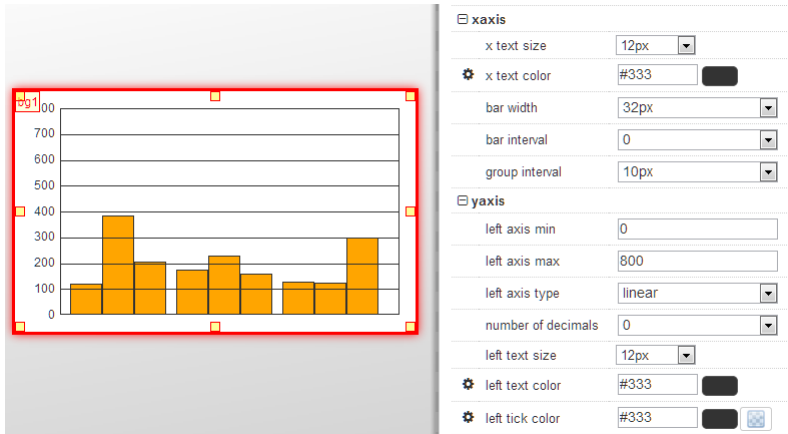 bg1
00
700
600
500
400
300
200
100
0
xaxis
x text size 12px
x text color #333
bar width 32px
bar interval 0
group interval 10px
yaxis
left axis min 0
left axis max 800
left axis type linear
number of decimals 0
left text size 12px
left text color #333
left tick color #333